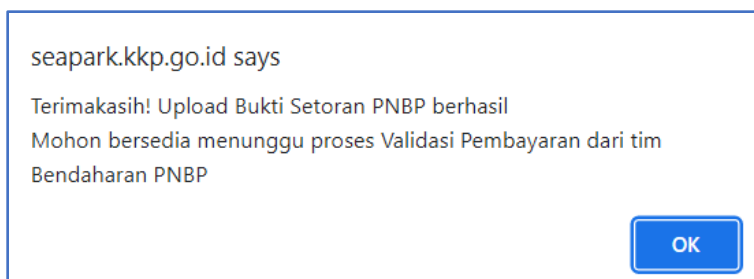 seapark.kkp.go.id says
Terimakasih! Upload Bukti Setoran PNBP berhasil
Mohon bersedia menunggu proses Validasi Pembayaran dari tim
Bendaharan PNBP
OK